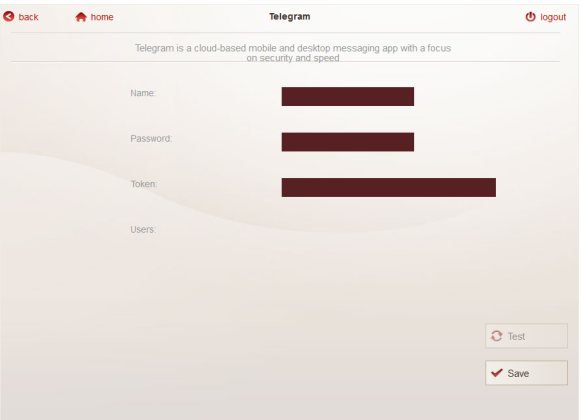 back
home
Telegram
logout
Telegram is a cloud-based mobile and desktop messaging app with a focus
on security and speed
Name:
Password:
Token:
Users:
Test
Save